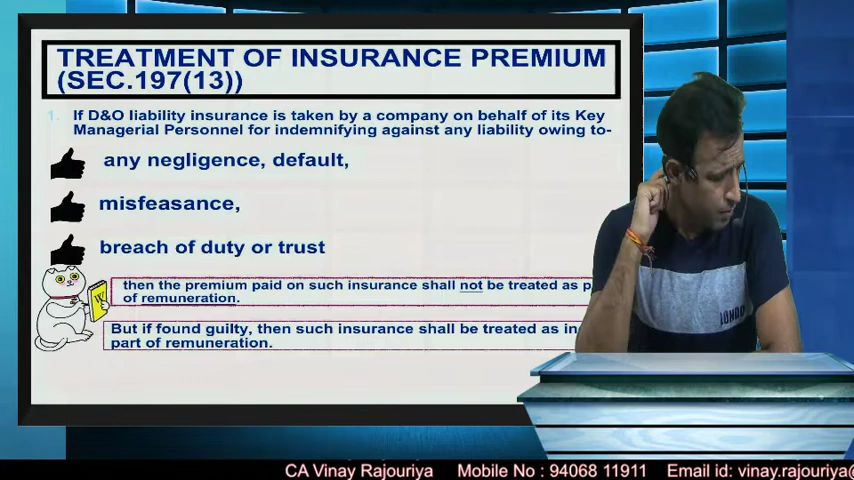 TREATMENT OF INSURANCE PREMIUM
(SEC.197(13))
1. If D&O liability insurance is taken by a company on behalf of its Key
Managerial Personnel for indemnifying against any liability owing to-
any negligence, default,
misfeasance,
breach of duty or trust
then the premium paid on such insurance shall not be treated as p
of remuneration.
But if found guilty, then such insurance shall be treated as in
part of remuneration.
CA Vinay Rajouriya Mobile No : 94068 11911 Email id: vinay.rajouriya@